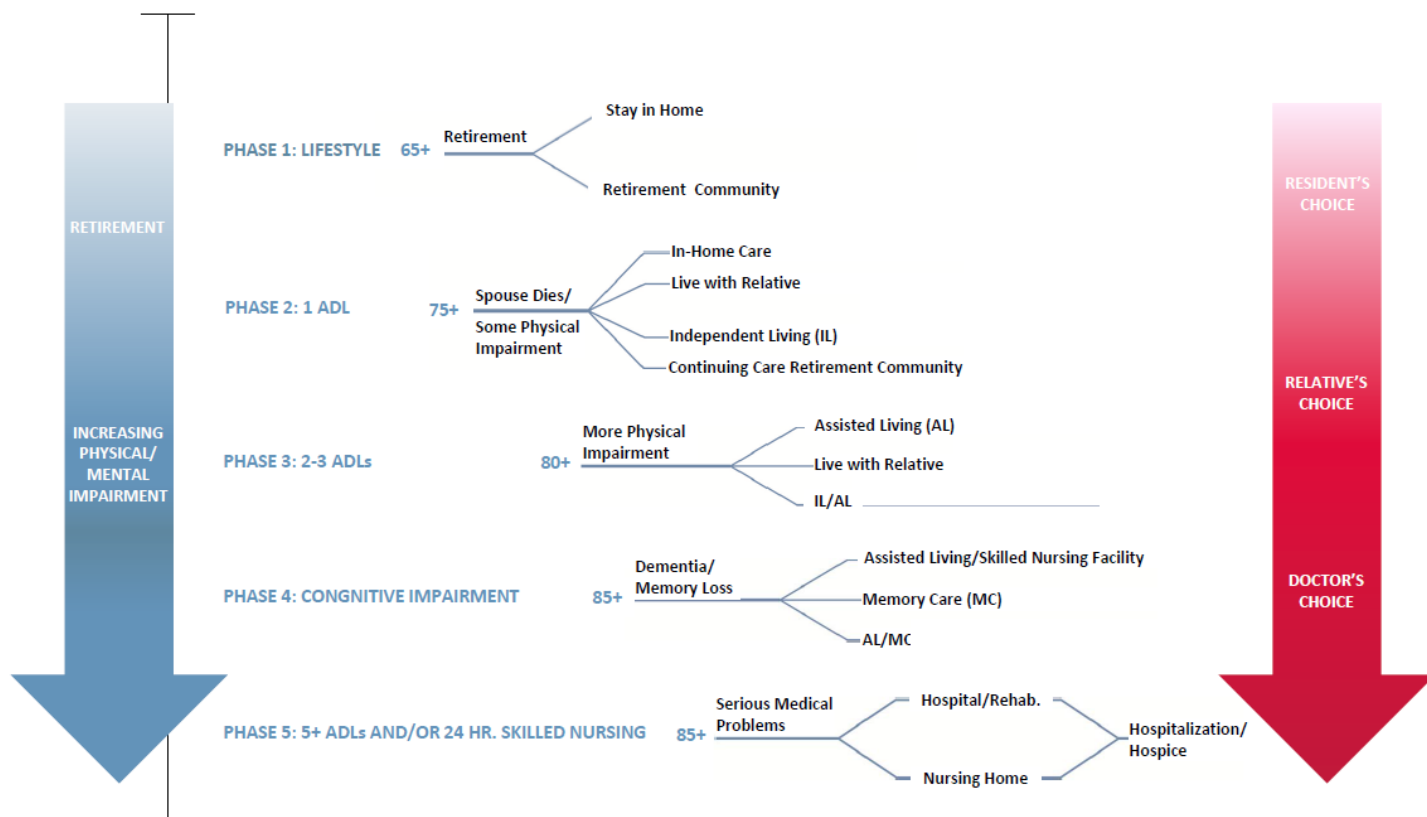 Stay in Home
Retirement
PHASE 1: LIFESTYLE 65+
Retirement Community
RETIREMENT
RESIDENT'S
CHOICE
In-Home Care
Live with Relative
PHASE 2: 1 ADL 75+
Spouse Dies/
Some Physical
Impairment
Independent Living (IL)
Continuing Care Retirement Community
RELATIVE'S
CHOICE
INCREASING
PHYSICAL/
MENTAL
IMPAIRMENT
PHASE 3: 2-3 ADLs 80+
More Physical
Impairment
Assisted Living (AL)
Live with Relative
IL/AL
PHASE 4: CONGNITIVE IMPAIRMENT 85+
Dementia/
Memory Loss
Assisted Living/Skilled Nursing Facility
Memory Care (MC)
AL/MC
DOCTOR'S
CHOICE
PHASE 5: 5+ ADLs AND/OR 24 HR. SKILLED NURSING 85+
Serious Medical
Problems
Hospital/Rehab.
Nursing Home
Hospitalization/
Hospice